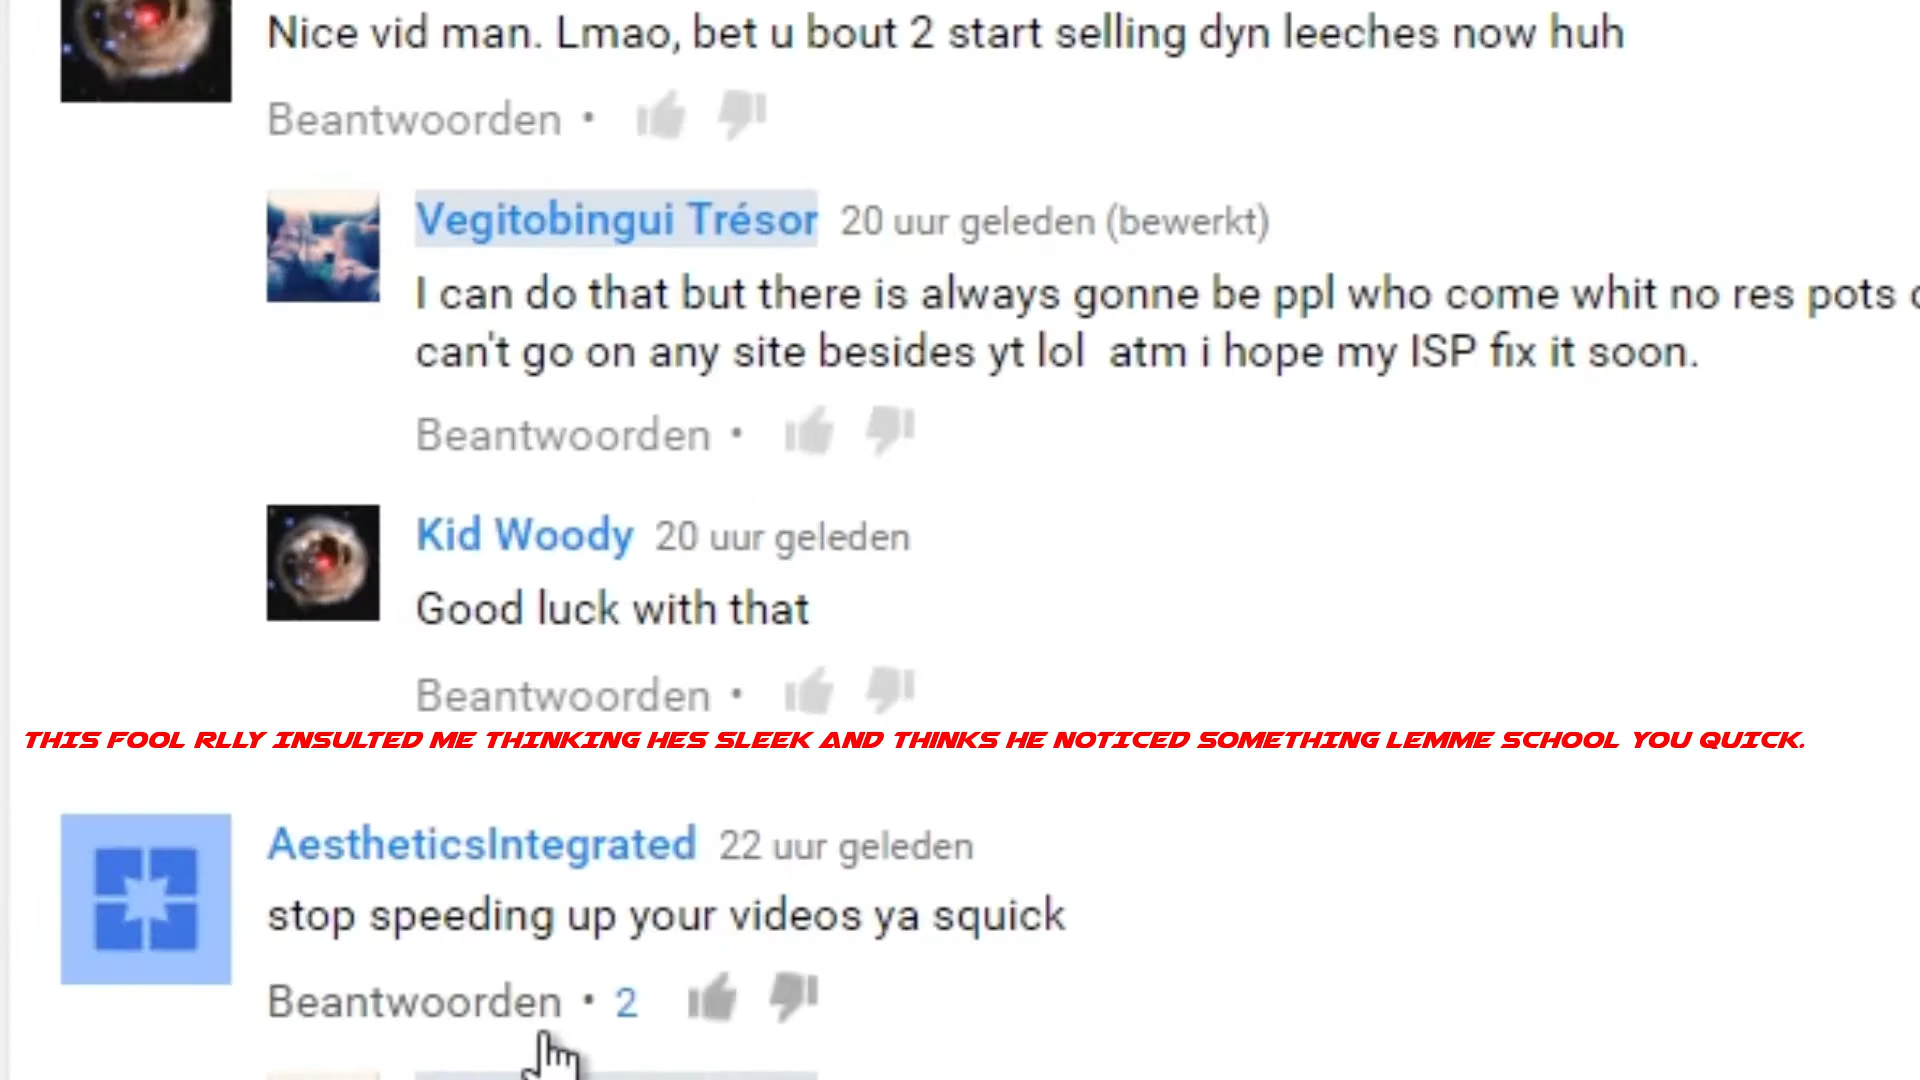 Nice vid man. Lmao, bet u bout 2 start selling dyn leeches now huh
Beantwoorden •
Vegitobingui Trésor 20 uur geleden (bewerkt)
I can do that but there is always gonne be ppl who come whit no res pots
can't go on any site besides yt lol atm i hope my ISP fix it soon.
Beantwoorden •
Kid Woody 20 uur geleden
Good luck with that
Beantwoorden •
THIS FOOL RLLY INSULTED ME THINKING HES SLEEK AND THINKS HE NOTICED SOMETHING LEMME SCHOOL YOU QUICK.
AestheticsIntegrated 22 uur geleden
stop speeding up your videos ya squick
Beantwoorden • 2